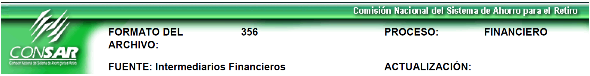 Comisión Nacional del Sistema de Ahorro para el Retiro
FORMATO DEL ARCHIVO: 356 PROCESO: FINANCIERO
CONSAR
FUENTE: Intermediarios Financieros ACTUALIZACIÓN: